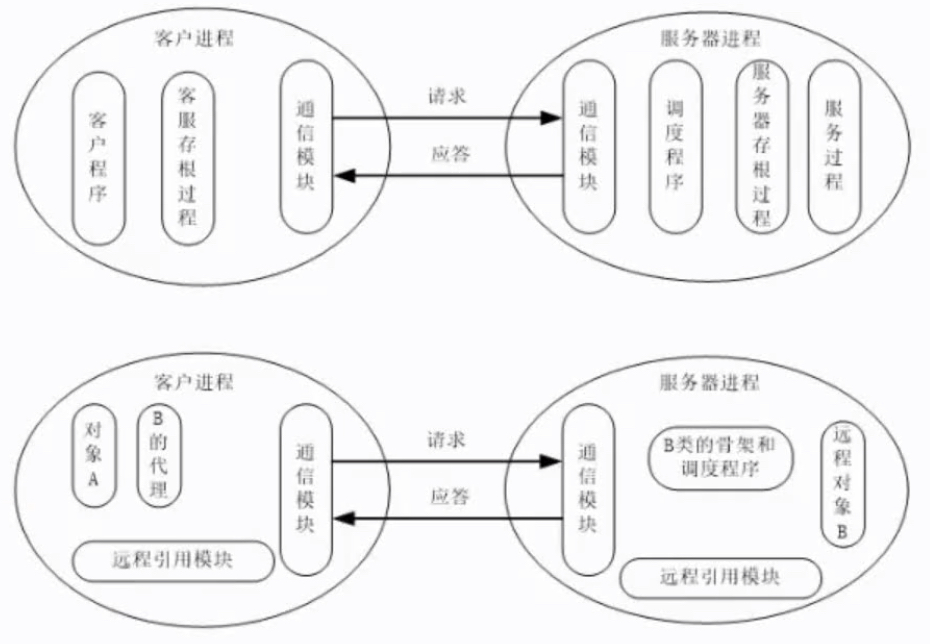 客户进程
客户程序
客服存根过程
通信模块
请求
应答
服务器进程
通信模块
调度程序
服务器存根过程
服务过程
客户进程
对象A
B的代理
通信模块
远程引用模块
请求
应答
服务器进程
通信模块
B类的骨架和
调度程序
远程对象B
远程引用模块